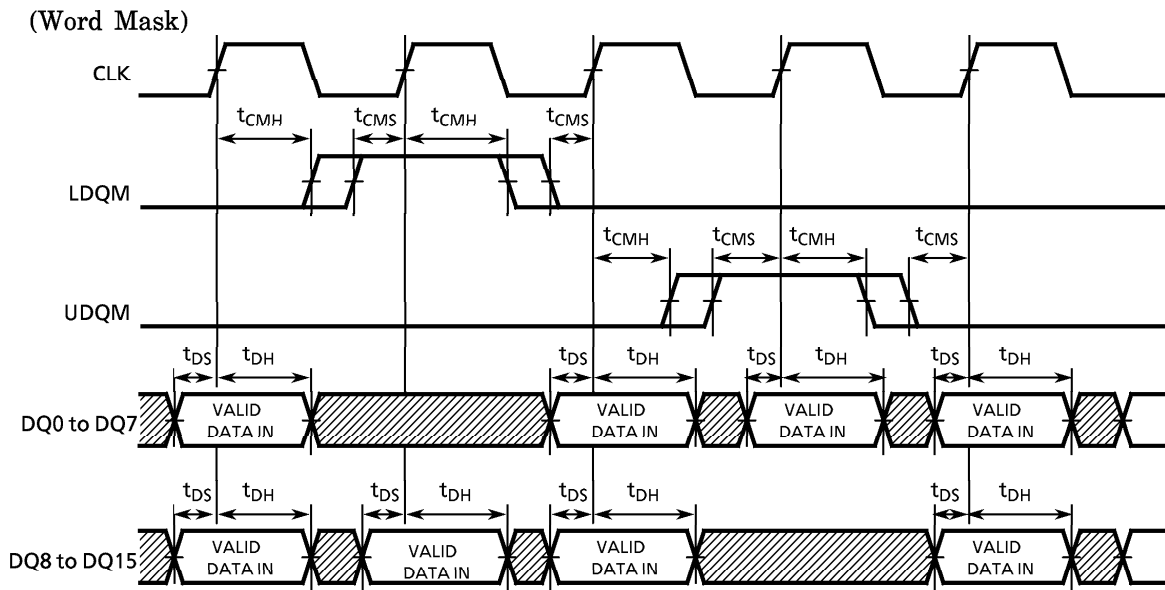 (Word Mask)
CLK
tCMH tCMS tCMH tCMS
LDQM
tCMH tCMS tCMH tCMS
UDQM
tDS tDH tDS tDH tDS tDH tDS tDH
DQ0 to DQ7
VALID DATA IN
VALID DATA IN
VALID DATA IN
VALID DATA IN
tDS tDH tDS tDH tDS tDH tDS tDH
DQ8 to DQ15
VALID DATA IN
VALID DATA IN
VALID DATA IN
VALID DATA IN